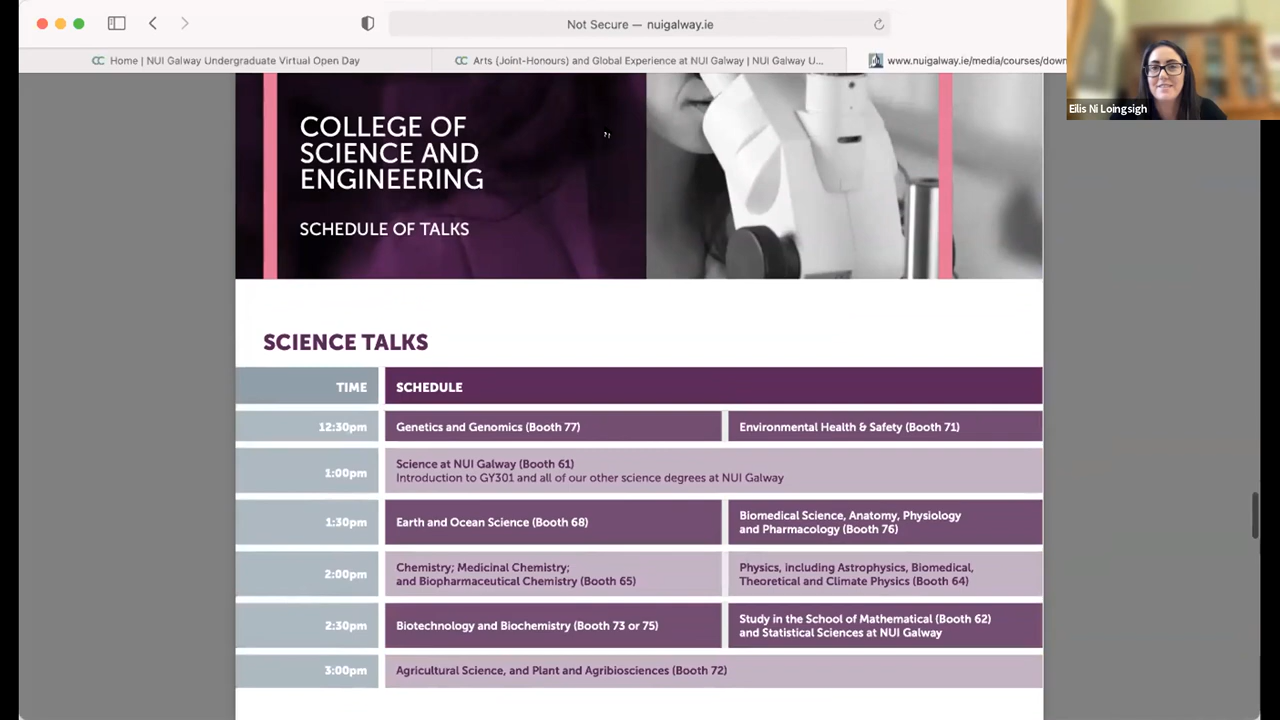 Not Secure — nuigalway.ie
Home | NUI Galway Undergraduate Virtual Open Day
Arts (Joint-Honours) and Global Experience at NUI Galway | NUI Galway U...
www.nuigalway.ie/media/courses/down
Eilis Ni Loingsigh
COLLEGE OF
SCIENCE AND
ENGINEERING
SCHEDULE OF TALKS
SCIENCE TALKS
TIME SCHEDULE
12:30pm Genetics and Genomics (Booth 77) Environmental Health & Safety (Booth 71)
1:00pm Science at NUI Galway (Booth 61)
Introduction to GY301 and all of our other science degrees at NUI Galway
1:30pm Earth and Ocean Science (Booth 68) Biomedical Science, Anatomy, Physiology
and Pharmacology (Booth 76)
2:00pm Chemistry; Medicinal Chemistry;
and Biopharmaceutical Chemistry (Booth 65) Physics, including Astrophysics, Biomedical,
Theoretical and Climate Physics (Booth 64)
2:30pm Biotechnology and Biochemistry (Booth 73 or 75) Study in the School of Mathematical (Booth 62)
and Statistical Sciences at NUI Galway
3:00pm Agricultural Science, and Plant and Agribiosciences (Booth 72)